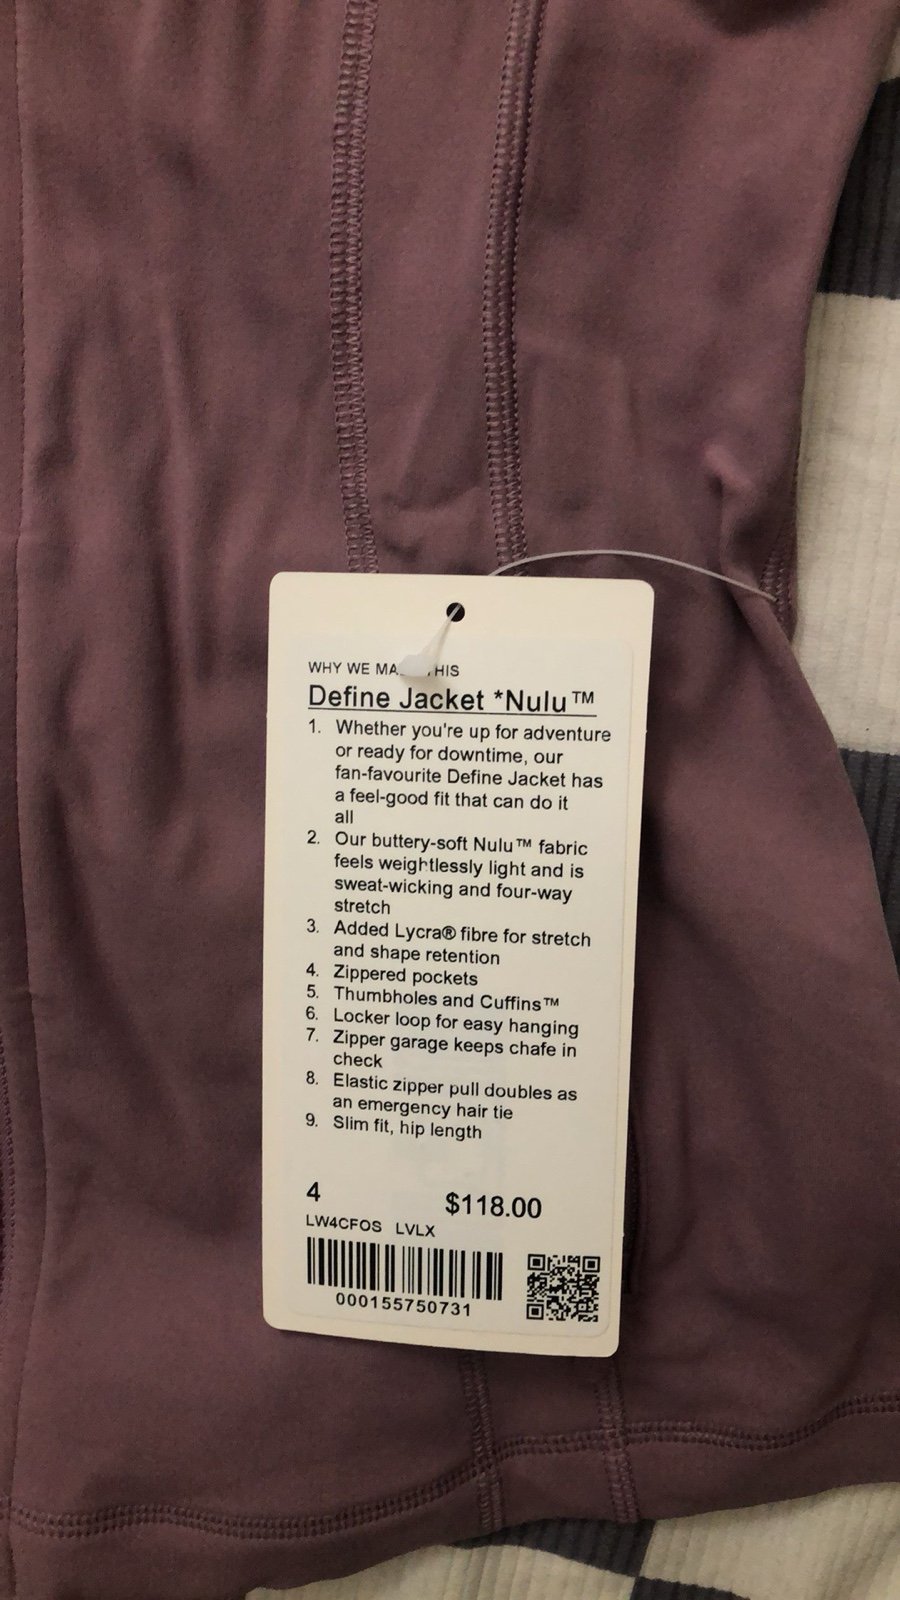 WHY WE MA THIS
Define Jacket *Nulu™
1. Whether you're up for adventure
or ready for downtime, our
fan-favourite Define Jacket has
a feel-good fit that can do it
all
2. Our buttery-soft Nulu™ fabric
feels weightlessly light and is
sweat-wicking and four-way
stretch
3. Added Lycra® fibre for stretch
and shape retention
4. Zippered pockets
5. Thumbholes and Cuffins™
6. Locker loop for easy hanging
7. Zipper garage keeps chafe in
check
8. Elastic zipper pull doubles as
an emergency hair tie
9. Slim fit, hip length
4 $118.00
LW4CFOS LVLX
000155750731